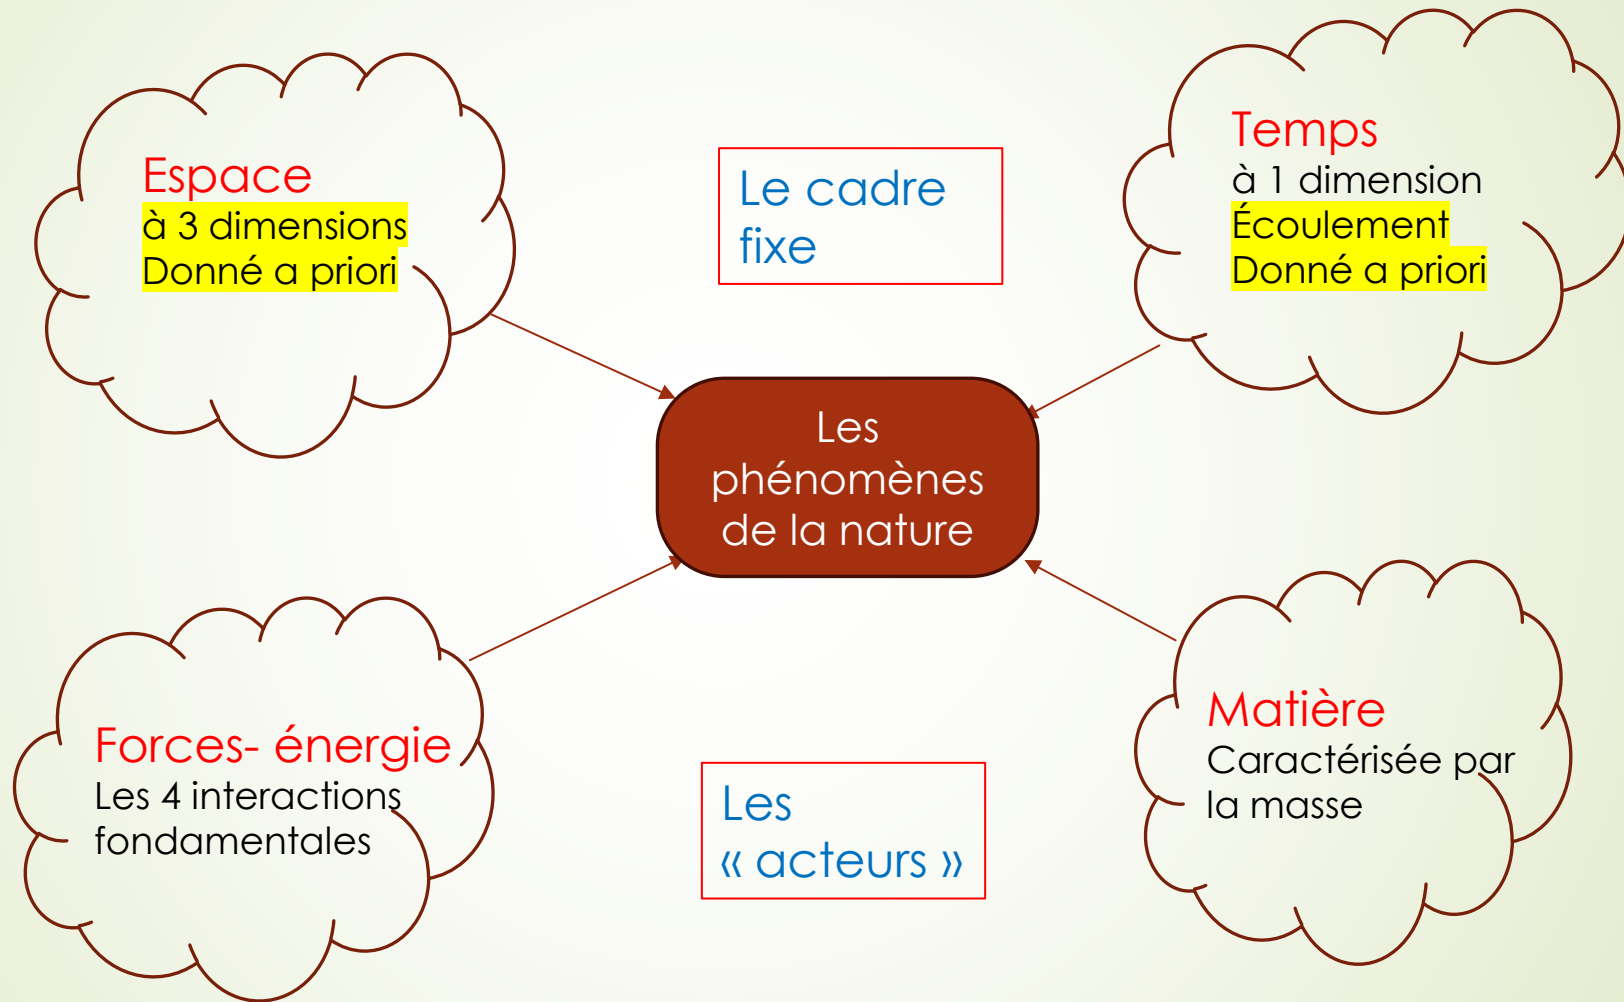 Espace
à 3 dimensions
Donné a priori
Le cadre
fixe
Temps
à 1 dimension
Écoulement
Donné a priori
Les
phénomènes
de la nature
Forces- énergie
Les 4 interactions
fondamentales
Les
« acteurs »
Matière
Caractérisée par
la masse